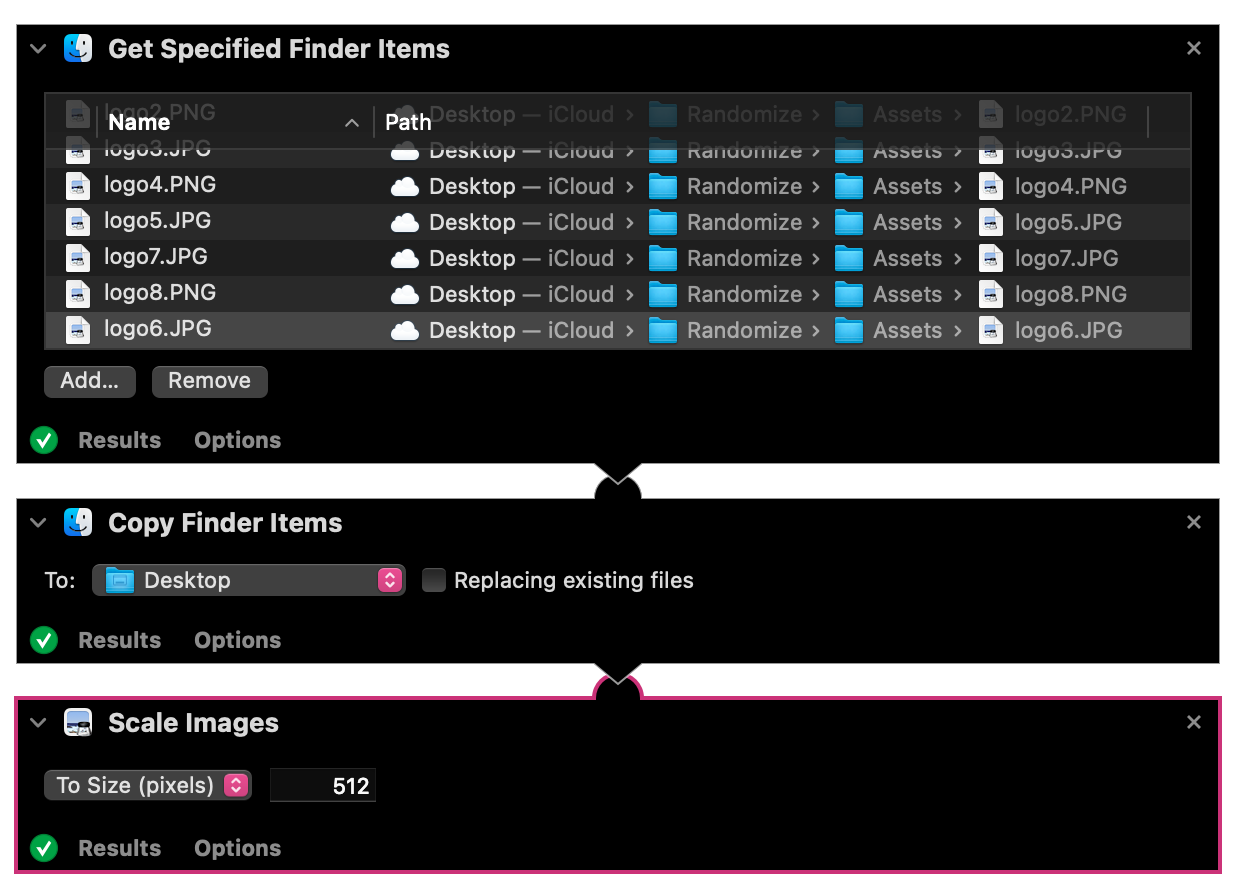 Get Specified Finder Items
Name Path
logo2.PNG Desktop — iCloud › Randomize › Assets › logo2.PNG
logo3.JPG Desktop — iCloud › Randomize › Assets › logo3.JPG
logo4.PNG Desktop — iCloud › Randomize › Assets › logo4.PNG
logo5.JPG Desktop — iCloud › Randomize › Assets › logo5.JPG
logo7.JPG Desktop — iCloud › Randomize › Assets › logo7.JPG
logo8.PNG Desktop — iCloud › Randomize › Assets › logo8.PNG
logo6.JPG Desktop — iCloud › Randomize › Assets › logo6.JPG
Add... Remove
Results Options
Copy Finder Items
To: Desktop Replacing existing files
Results Options
Scale Images
To Size (pixels) 512
Results Options